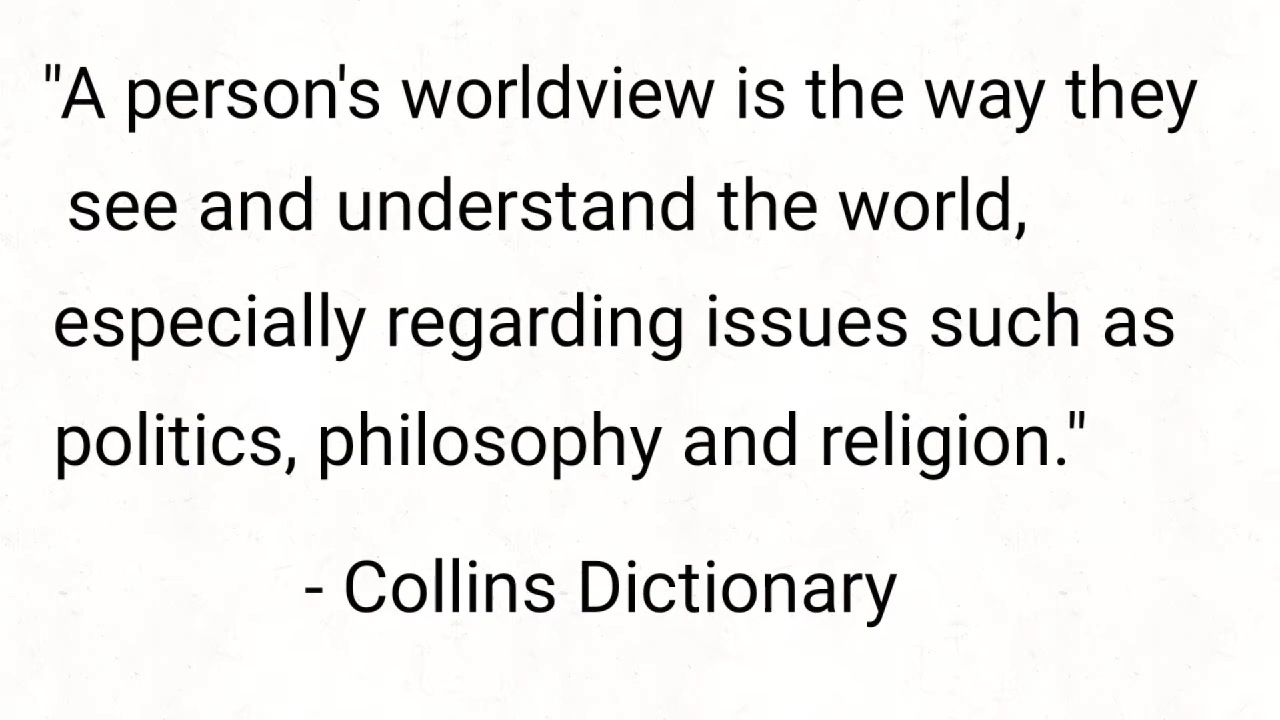 "A person's worldview is the way they
see and understand the world,
especially regarding issues such as
politics, philosophy and religion."
- Collins Dictionary